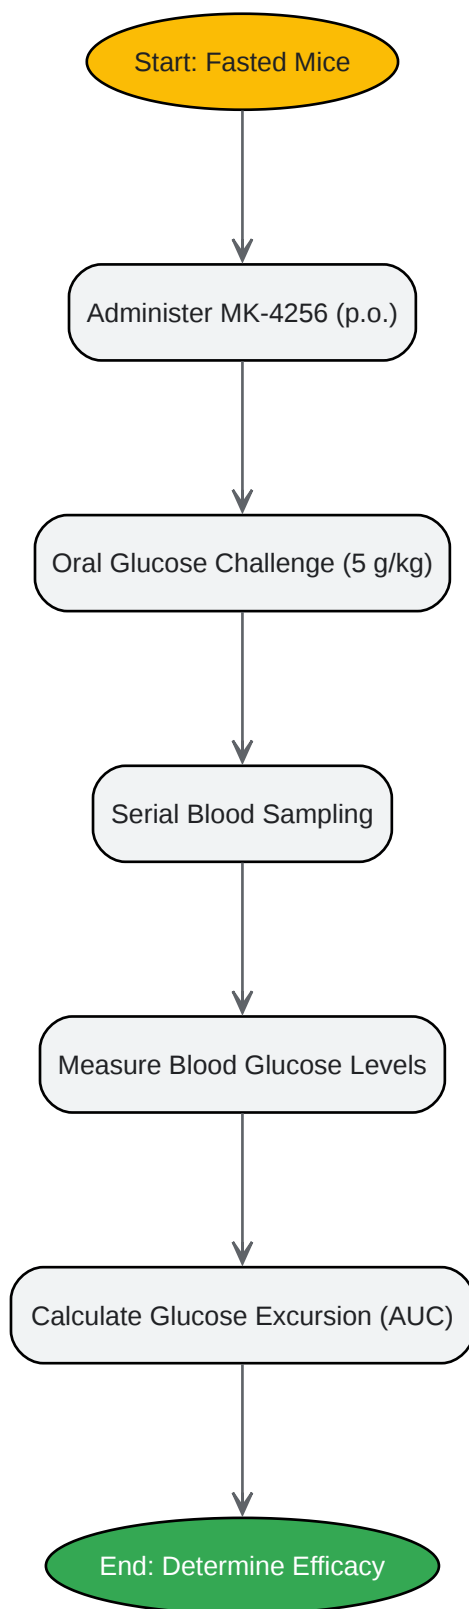 Start: Fasted Mice
Administer MK-4256 (p.o.)
Oral Glucose Challenge (5 g/kg)
Serial Blood Sampling
Measure Blood Glucose Levels
Calculate Glucose Excursion (AUC)
End: Determine Efficacy